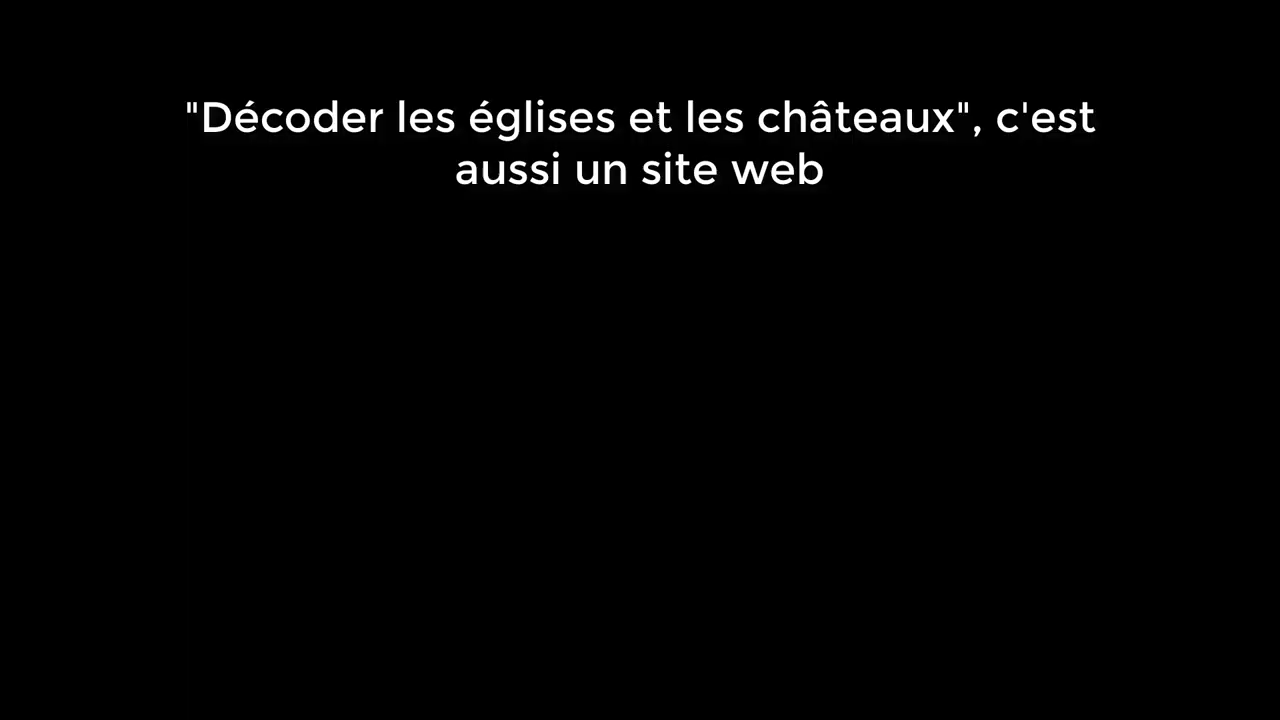 "Décoder les églises et les châteaux", c'est
aussi un site web